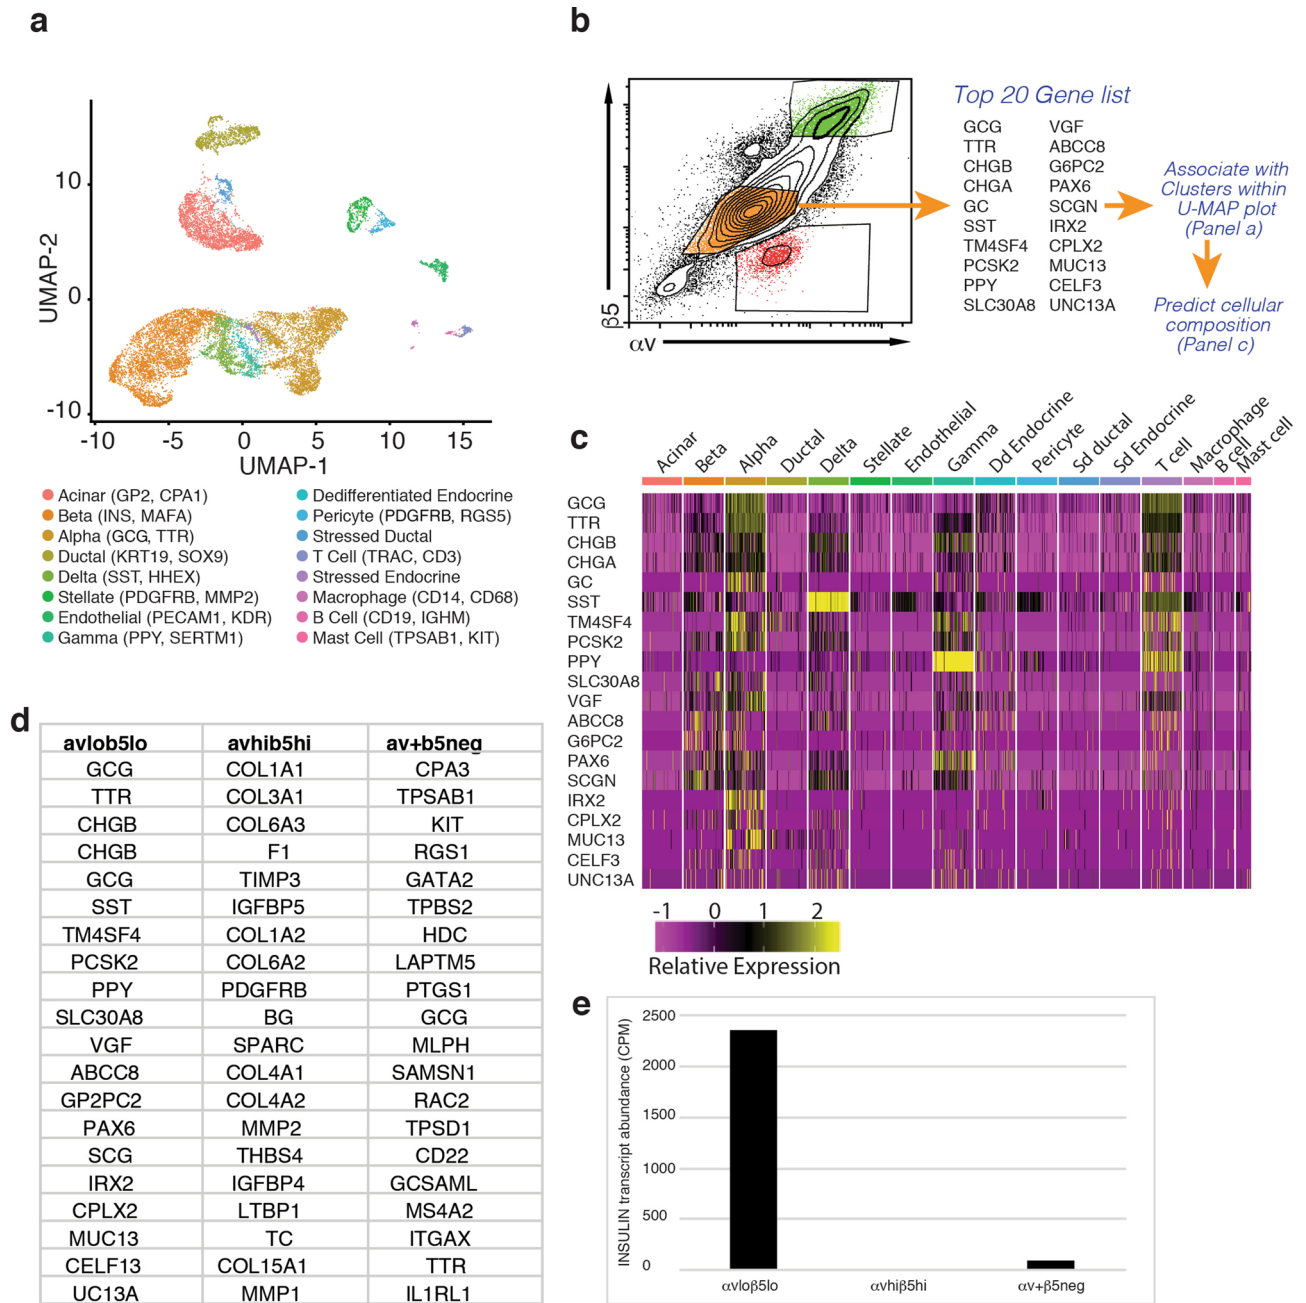 a
UMAP-2
10
0
-10
-10 -5 0 5 10 15
UMAP-1
Acinar (GP2, CPA1)
Beta (INS, MAFA)
Alpha (GCG, TTR)
Ductal (KRT19, SOX9)
Delta (SST, HHEX)
Stellate (PDGFRB, MMP2)
Endothelial (PECAM1, KDR)
Gamma (PPY, SERTM1)
Dedifferentiated Endocrine
Pericyte (PDGFRB, RGS5)
Stressed Ductal
T Cell (TRAC, CD3)
Stressed Endocrine
Macrophage (CD14, CD68)
B Cell (CD19, IGHM)
Mast Cell (TPSAB1, KIT)
b
β5
αv
Top 20 Gene list
GCG VGF
TTR ABCC8
CHGB G6PC2
CHGA PAX6
GC SCGN
SST IRX2
TM4SF4 CPLX2
PCSK2 MUC13
PPY CELF3
SLC30A8 UNC13A
Associate with
Clusters within
U-MAP plot
(Panel a)
Predict cellular
composition
(Panel c)
c
Acinar
Beta
Alpha
Ductal
Delta
Stellate
Endothelial
Gamma
Dd Endocrine
Pericyte
Sd ductal
Sd Endocrine
T cell
Macrophage
B cell
Mast cell
GCG
TTR
CHGB
CHGA
GC
SST
TM4SF4
PCSK2
PPY
SLC30A8
VGF
ABCC8
G6PC2
PAX6
SCGN
IRX2
CPLX2
MUC13
CELF3
UNC13A
-1 0 1 2
Relative Expression
d
avlob5lo avhib5hi av+b5neg
GCG COL1A1 CPA3
TTR COL3A1 TPSAB1
CHGB COL6A3 KIT
CHGB F1 RGS1
GCG TIMP3 GATA2
SST IGFBP5 TPBS2
TM4SF4 COL1A2 HDC
PCSK2 COL6A2 LAPTM5
PPY PDGFRB PTGS1
SLC30A8 BG GCG
VGF SPARC MLPH
ABCC8 COL4A1 SAMSN1
GP2PC2 COL4A2 RAC2
PAX6 MMP2 TPSD1
SCG THBS4 CD22
IRX2 IGFBP4 GCSAML
CPLX2 LTBP1 MS4A2
MUC13 TC ITGAX
CELF13 COL15A1 TTR
UC13A MMP1 IL1RL1
e
INSULIN transcript abundance (CPM)
2500
2000
1500
1000
500
0
αvloβ5lo αvhiβ5hi αv+β5neg